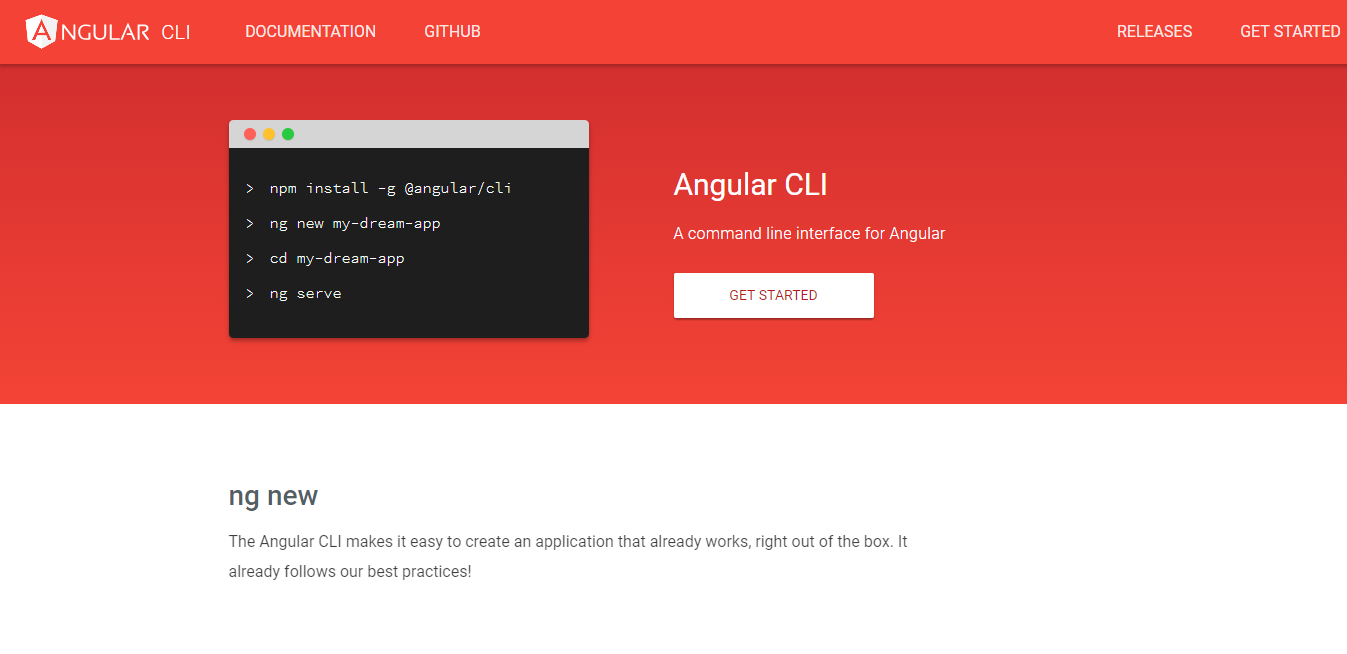 ANGULAR CLI DOCUMENTATION GITHUB RELEASES GET STARTED
> npm install -g @angular/cli
> ng new my-dream-app
> cd my-dream-app
> ng serve
Angular CLI
A command line interface for Angular
GET STARTED
ng new
The Angular CLI makes it easy to create an application that already works, right out of the box. It
already follows our best practices!